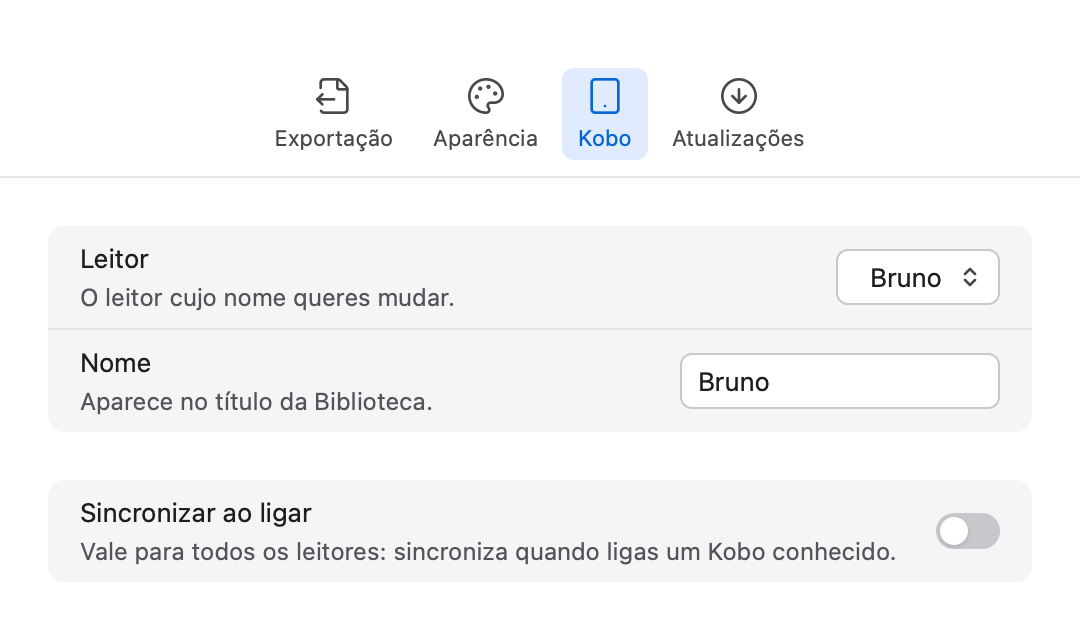 Exportação
Aparência
Kobo
Atualizações
Leitor
O leitor cujo nome queres mudar.
Bruno
Nome
Aparece no título da Biblioteca.
Bruno
Sincronizar ao ligar
Vale para todos os leitores: sincroniza quando ligas um Kobo conhecido.